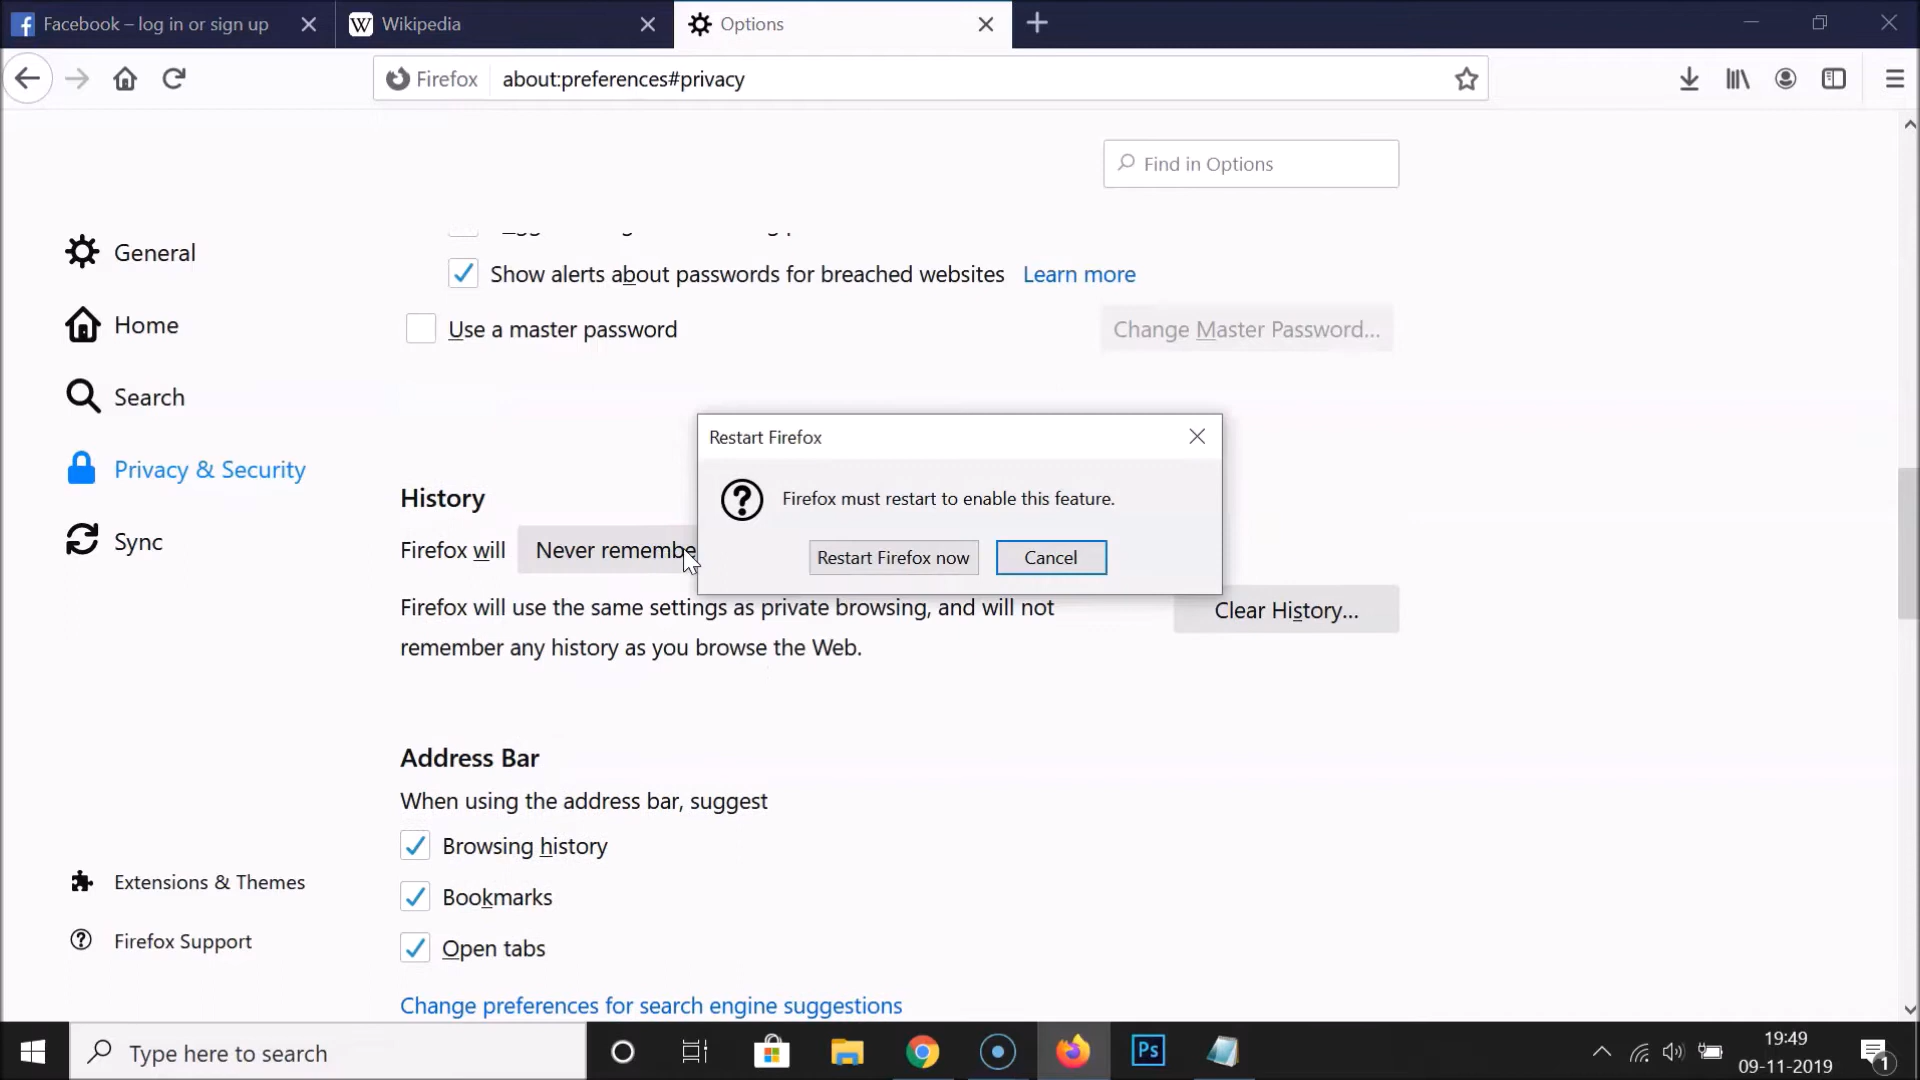 Facebook – log in or sign up
Wikipedia
Options
Firefox
about:preferences#privacy
Find in Options
General
Home
Search
Privacy & Security
Sync
Extensions & Themes
Firefox Support
Show alerts about passwords for breached websites Learn more
Use a master password
Change Master Password...
Restart Firefox
Firefox must restart to enable this feature.
Restart Firefox now
Cancel
History
Firefox will
Never remembe
Firefox will use the same settings as private browsing, and will not
remember any history as you browse the Web.
Clear History...
Address Bar
When using the address bar, suggest
Browsing history
Bookmarks
Open tabs
Change preferences for search engine suggestions
Type here to search
Ps
19:49
09-11-2019
1